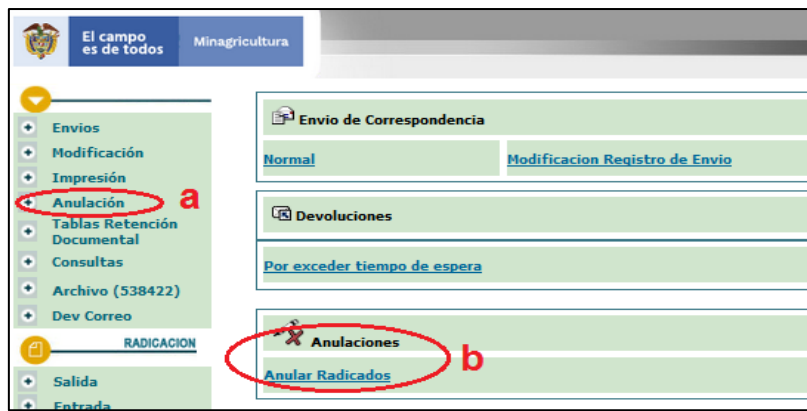 El campo
es de todos
Minagricultura
Envios
Modificación
Impresión
Anulación
a
Tablas Retención
Documental
Consultas
Archivo (538422)
Dev Correo
RADICACION
Salida
Entrada
Envio de Correspondencia
Normal
Modificacion Registro de Envio
Devoluciones
Por exceder tiempo de espera
Anulaciones
b
Anular Radicados